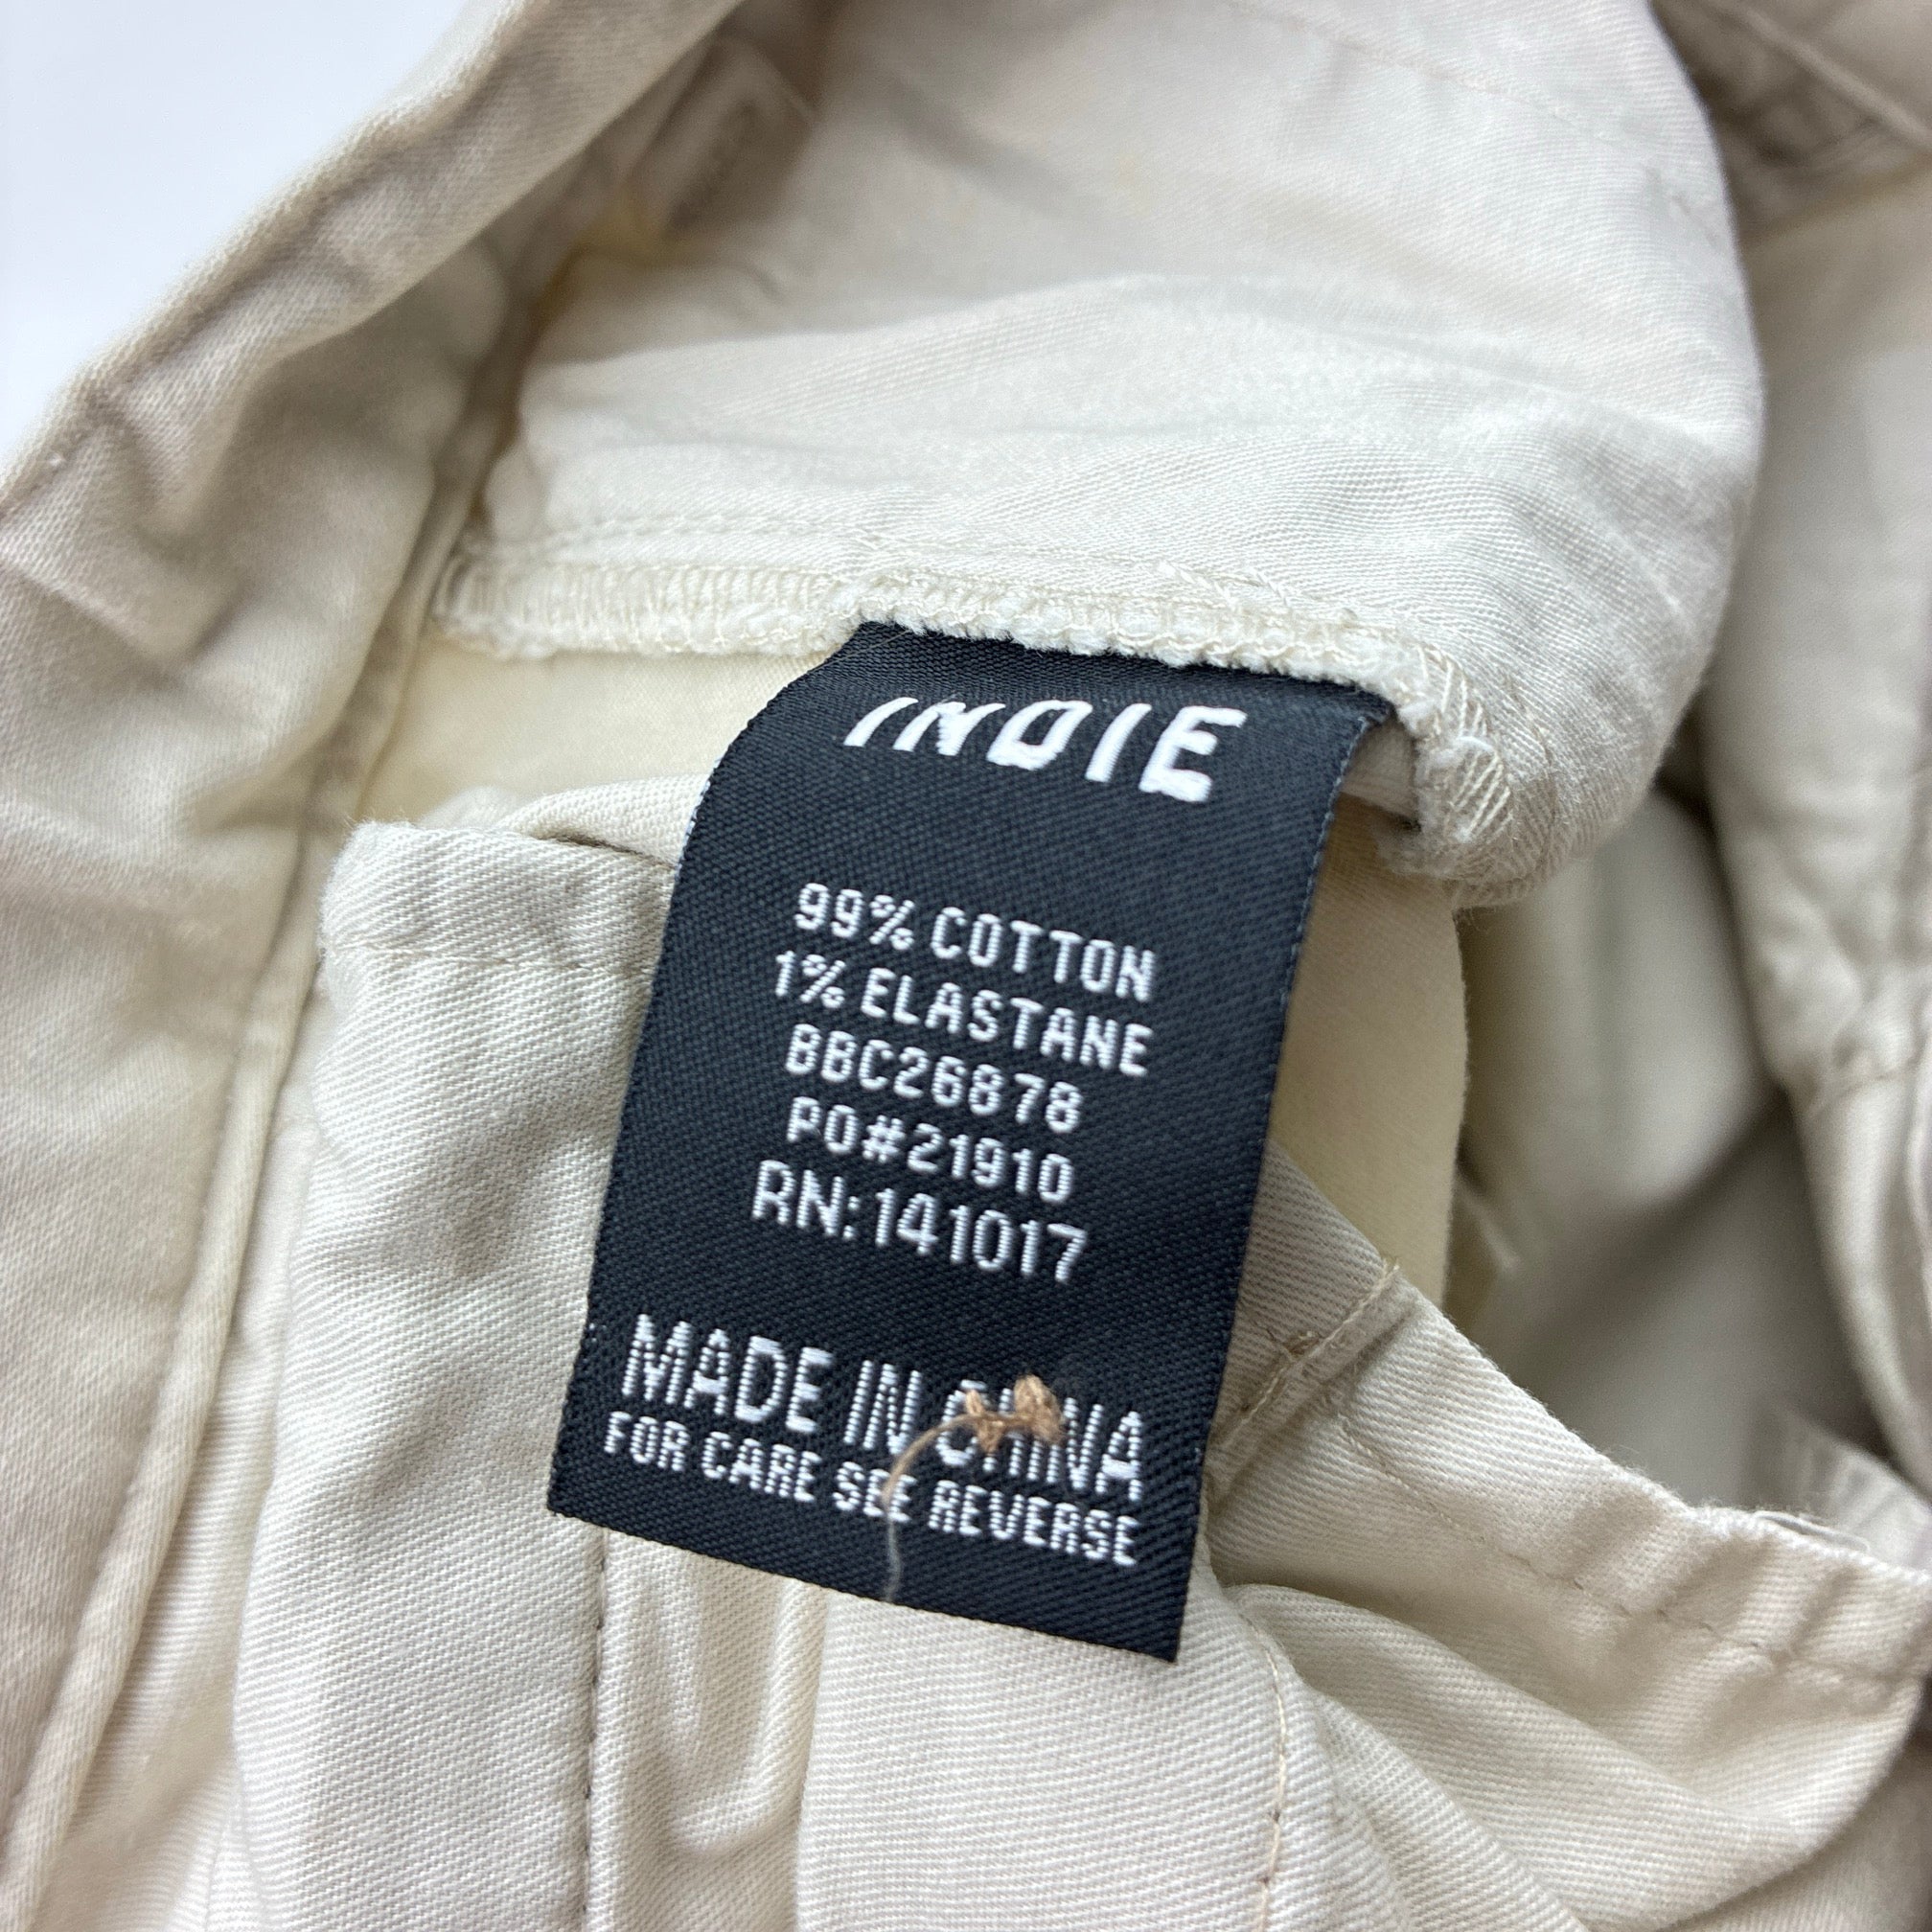 INDIE
99% COTTON
1% ELASTANE
BBC26878
PO#21910
RN:141017
MADE IN CHINA
FOR CARE SEE REVERSE